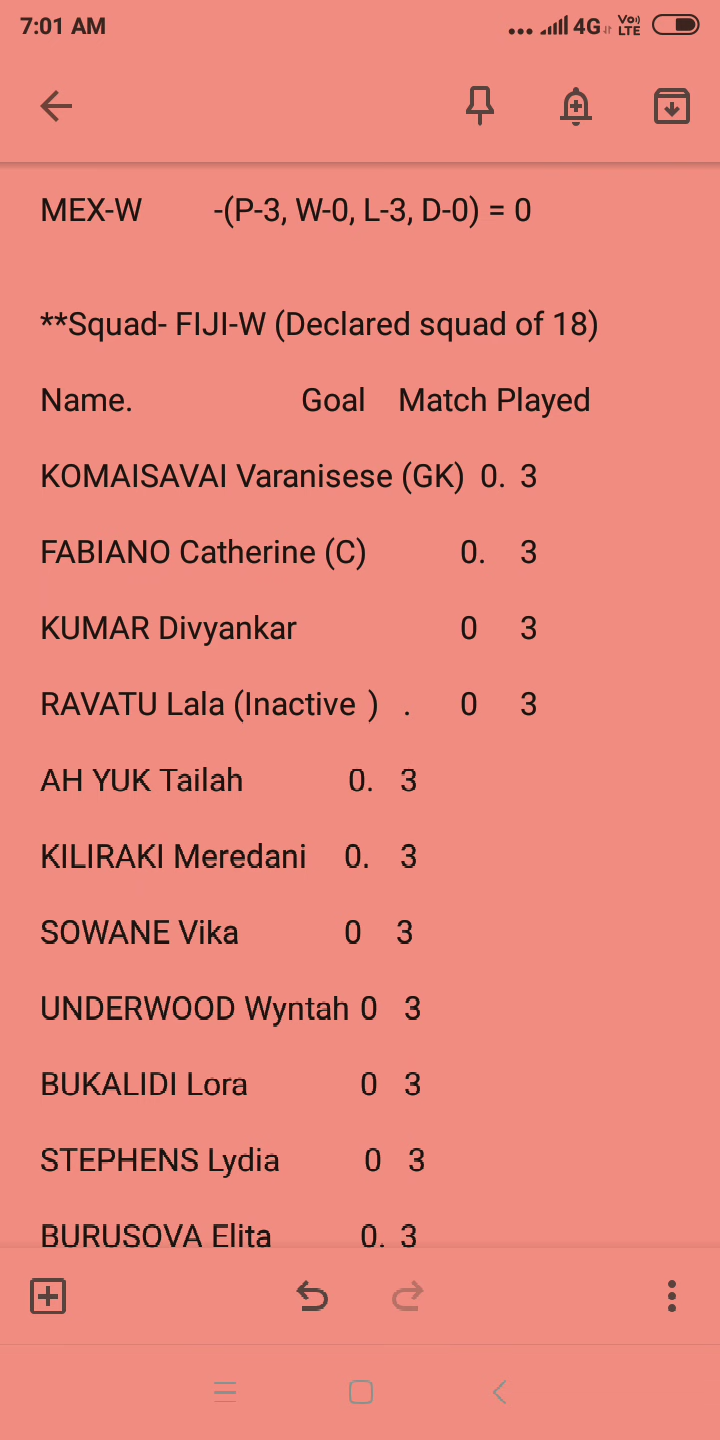 7:01 AM 4G Vo) LTE
MEX-W -(P-3, W-0, L-3, D-0) = 0
**Squad- FIJI-W (Declared squad of 18)
Name. Goal Match Played
KOMAISAVAI Varanisese (GK) 0. 3
FABIANO Catherine (C) 0. 3
KUMAR Divyankar 0 3
RAVATU Lala (Inactive ) . 0 3
AH YUK Tailah 0. 3
KILIRAKI Meredani 0. 3
SOWANE Vika 0 3
UNDERWOOD Wyntah 0 3
BUKALIDI Lora 0 3
STEPHENS Lydia 0 3
BURUSOVA Elita 0. 3